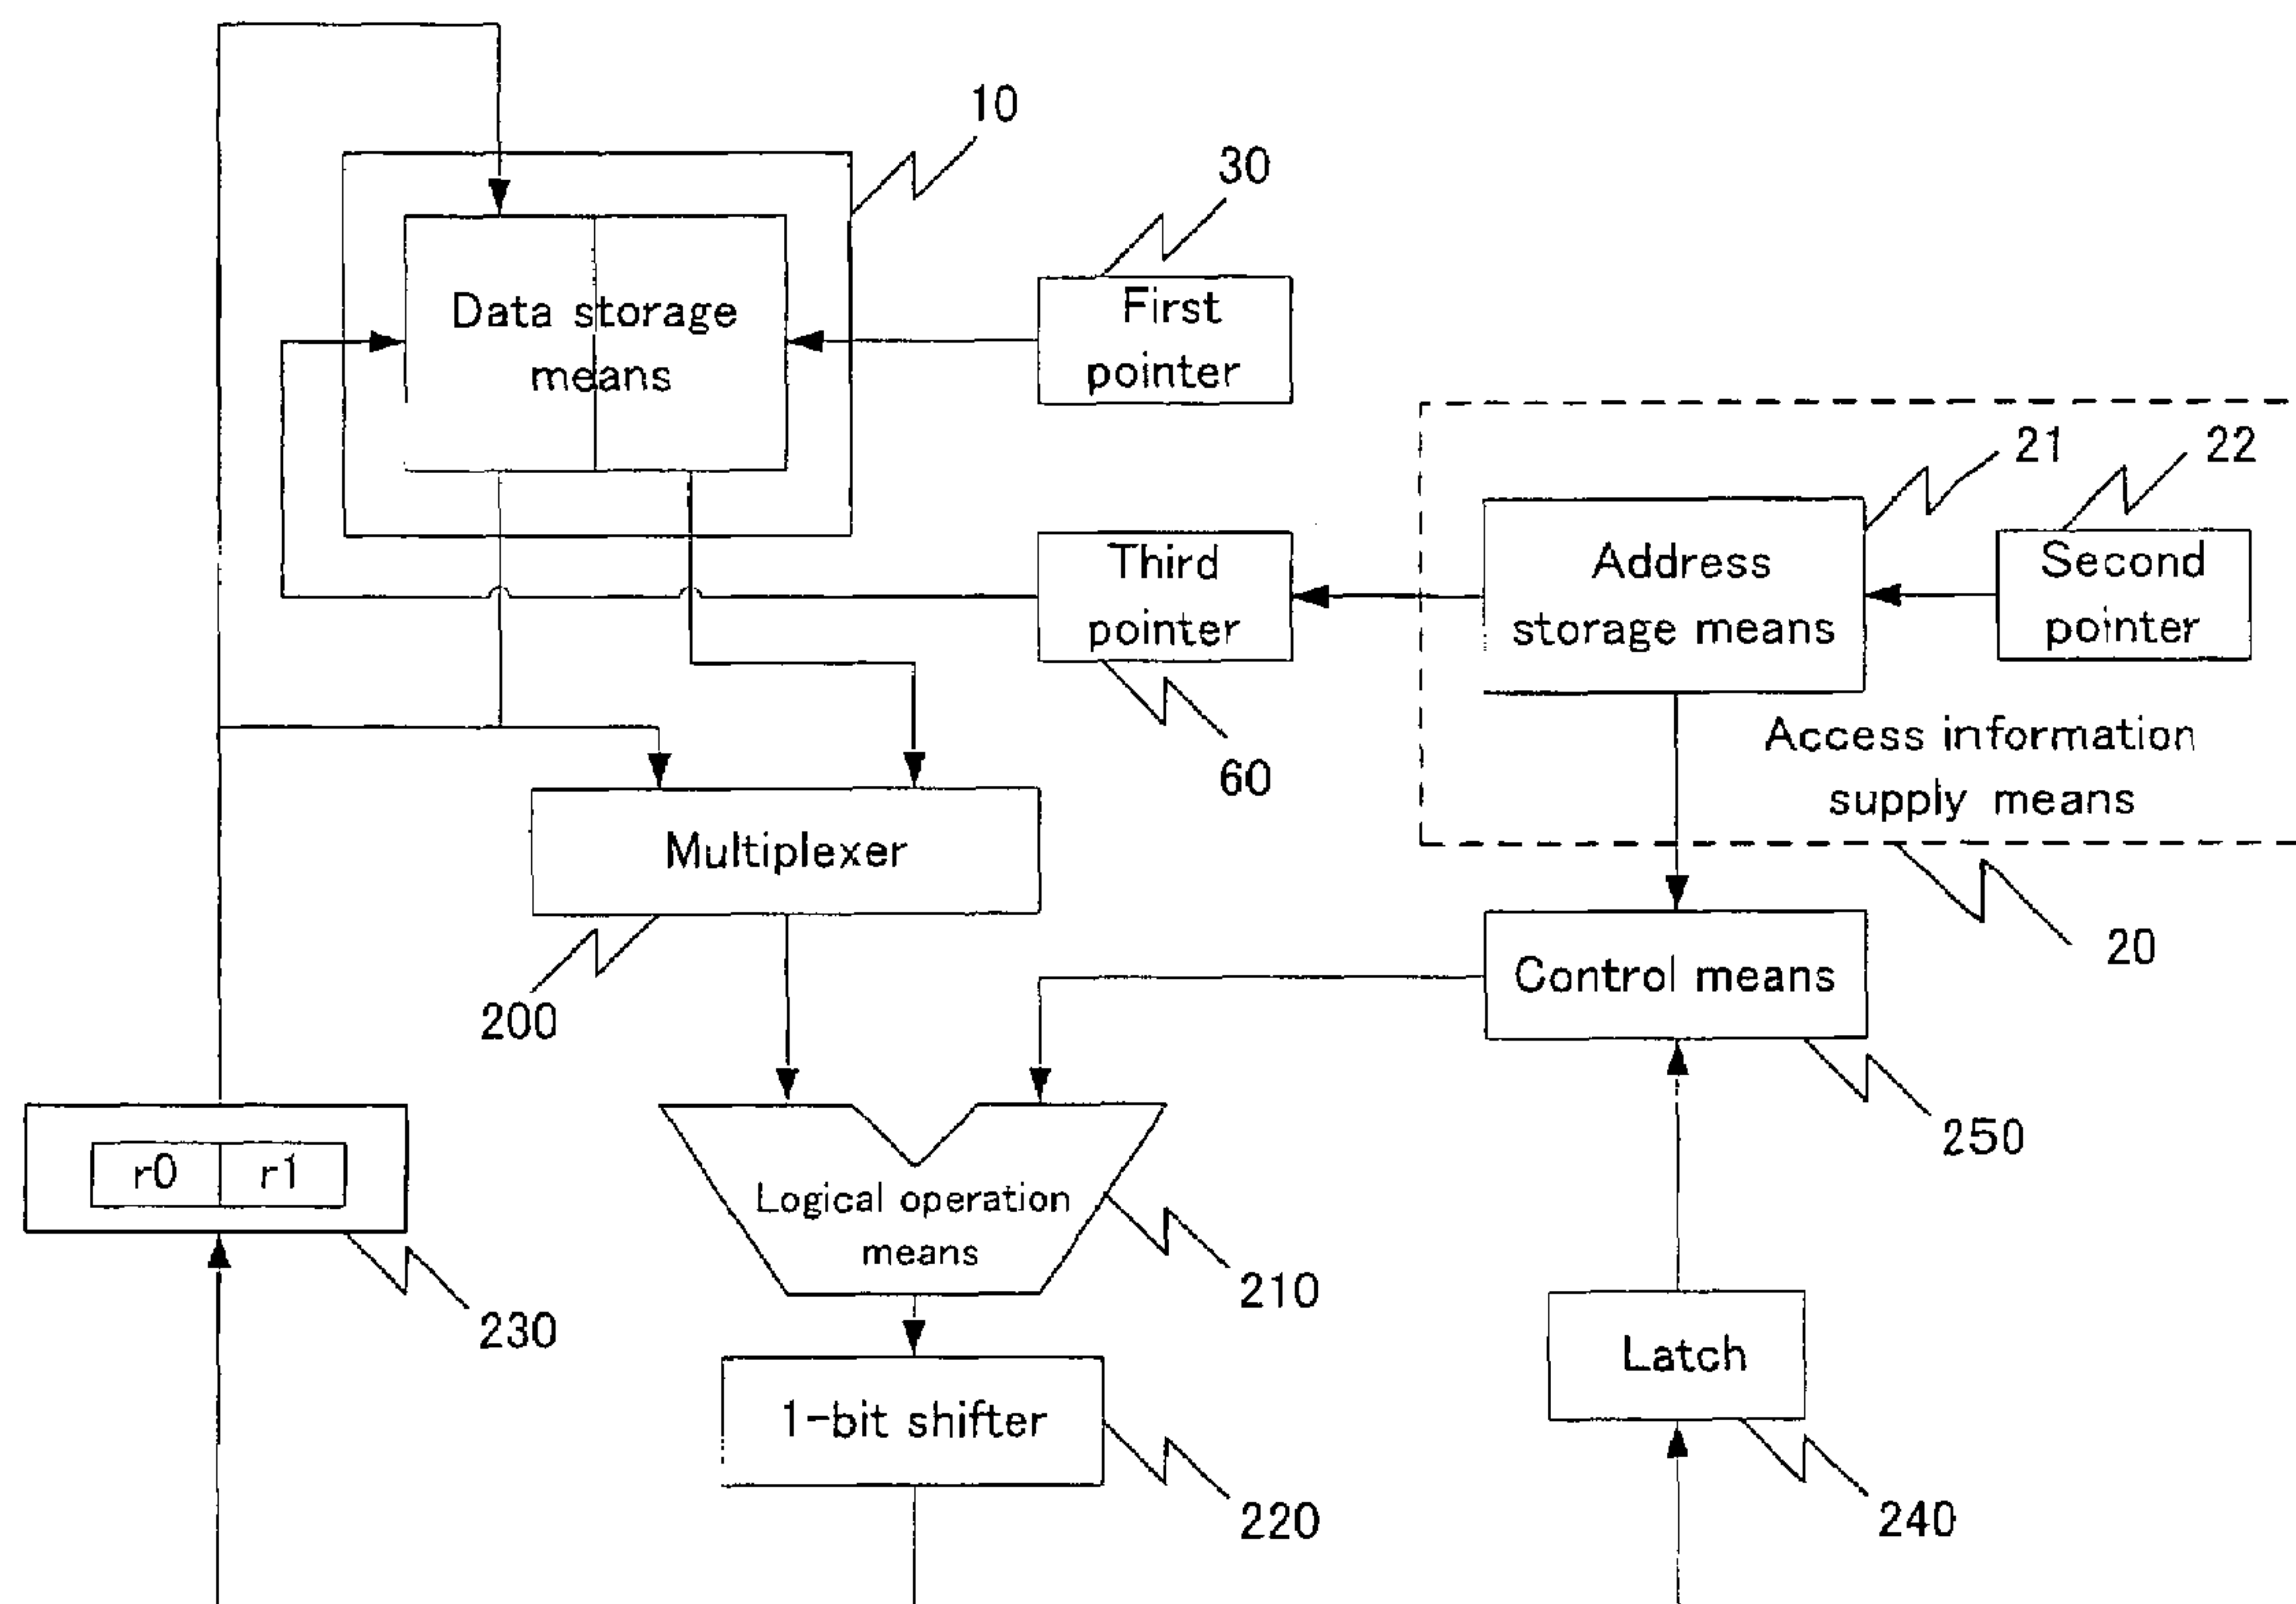 10
30
Data storage
means
First
pointer
21
22
Third
pointer
Address
storage means
Second
pointer
60
Access information
supply means
Multiplexer
200
Control means
20
r0
r1
250
Logical operation
means
210
230
Latch
1-bit shifter
220
240